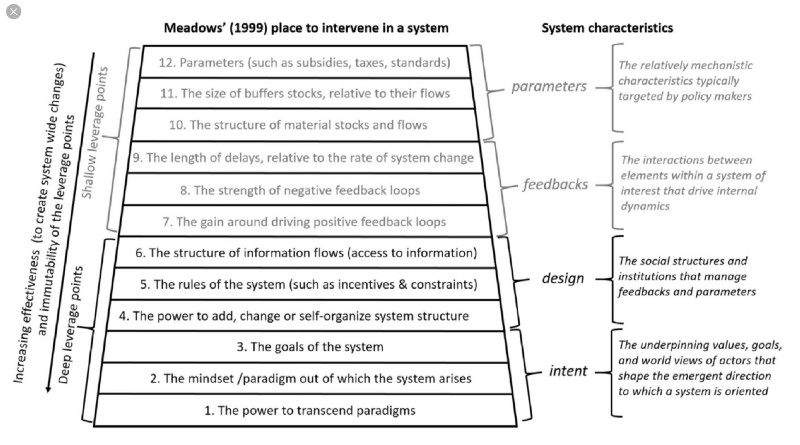 Meadows' (1999) place to intervene in a system
System characteristics
Increasing effectiveness (to create system wide changes)
and immutability of the leverage points
Shallow leverage points
Deep leverage points
12. Parameters (such as subsidies, taxes, standards)
11. The size of buffers stocks, relative to their flows
10. The structure of material stocks and flows
9. The length of delays, relative to the rate of system change
8. The strength of negative feedback loops
7. The gain around driving positive feedback loops
6. The structure of information flows (access to information)
5. The rules of the system (such as incentives & constraints)
4. The power to add, change or self-organize system structure
3. The goals of the system
2. The mindset /paradigm out of which the system arises
1. The power to transcend paradigms
parameters
The relatively mechanistic
characteristics typically
targeted by policy makers
feedbacks
The interactions between
elements within a system of
interest that drive internal
dynamics
design
The social structures and
institutions that manage
feedbacks and parameters
intent
The underpinning values, goals,
and world views of actors that
shape the emergent direction
to which a system is oriented